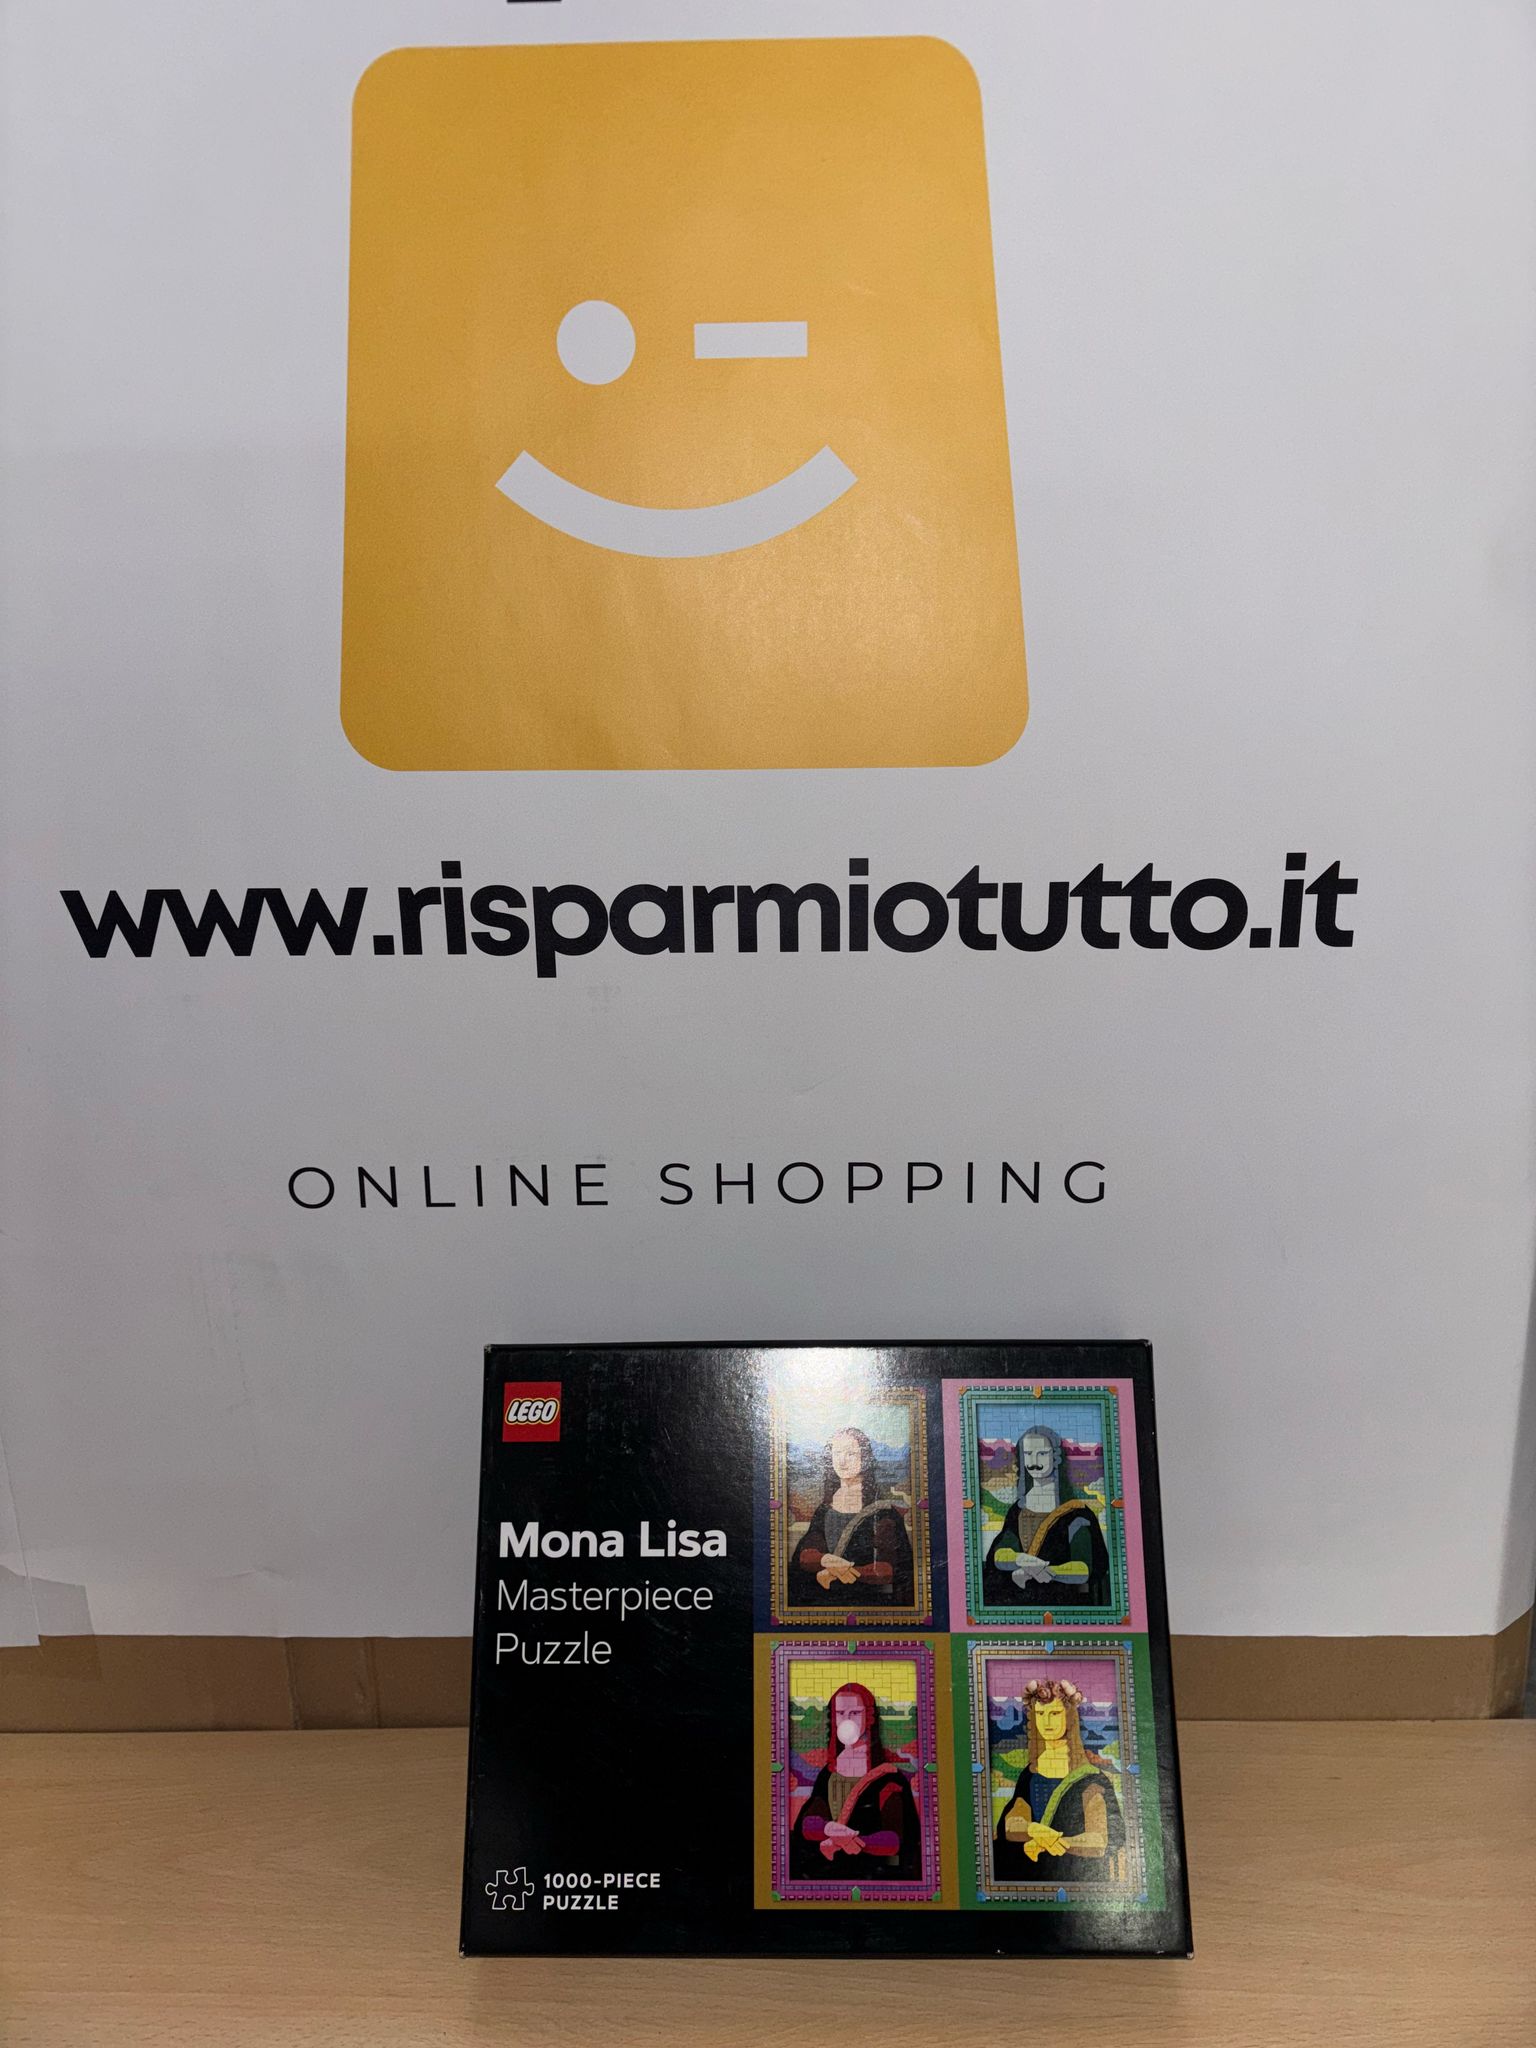 www.risparmiotutto.it
ONLINE SHOPPING
LEGO
Mona Lisa
Masterpiece
Puzzle
1000-PIECE
PUZZLE